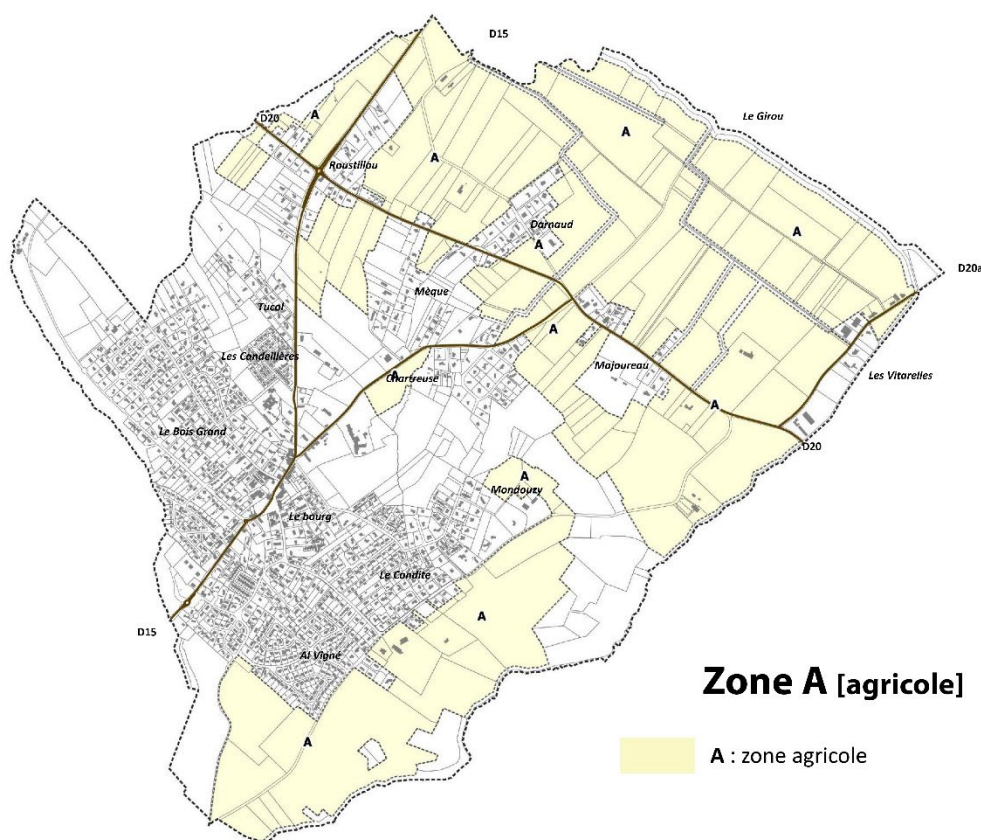 D15
A
D20
Le Girou
A
Roustillou
A
Darnaud
A
A
D20a
Mèque
Tucol
A
Les Condeillères
Chartreuse
A
Majoureau
Les Vitarelles
A
Le Bois Grand
D20
A
Mondouzy
Le bourg
Le Condite
A
D15
Al Vigné
Zone A [agricole]
A
A : zone agricole